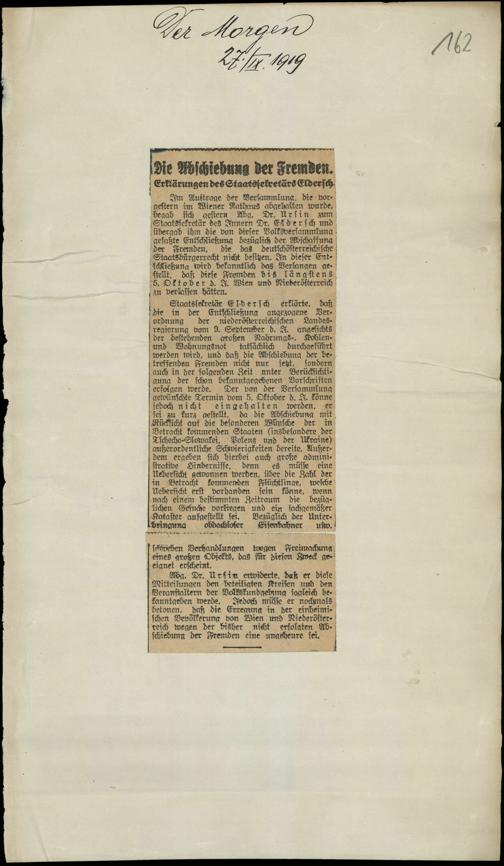 Der Morgen
27/IX. 1919
162
Die Abschiebung der Fremden.
Erklärungen des Staatssekretärs Eldersch
Im Auftrage der Versammlung, die vor-
gestern im Wiener Rathaus abgehalten wurde,
begab sich gestern Abg. Dr. Ursin zum
Staatssekretär des Innern Dr. Eldersch und
übergab ihm die von dieser Volksversammlung
gefaßte Entschließung bezüglich der Abschaffung
der Fremden, die das deutschösterreichische
Staatsbürgerrecht nicht besitzen. In dieser Ent-
schließung wird bekanntlich das Verlangen ge-
stellt, daß diese Fremden bis längstens
5. Oktober d. J. Wien und Niederösterreich
zu verlassen hätten.
Staatssekretär Eldersch erklärte, daß
die in der Entschließung angezogene Ver-
ordnung der niederösterreichischen Landes-
regierung vom 9. September d. J. angesichts
der bestehenden großen Nahrungs-, Kohlen-
und Wohnungsnot tatsächlich durchgeführt
werden wird, und daß die Abschiebung der be-
treffenden Fremden nicht nur jetzt, sondern
auch in der folgenden Zeit unter Berücksichti-
gung der schon bekanntgegebenen Vorschriften
erfolgen werde. Der von der Versammlung
gewünschte Termin vom 5. Oktober d. J. könne
jedoch nicht eingehalten werden, er
sei zu kurz gestellt, da die Abschiebung mit
Rücksicht auf die besonderen Wünsche der in
Betracht kommenden Staaten (insbesondere der
Tschecho-Slowakei, Polens und der Ukraine)
außerordentliche Schwierigkeiten bereite. Außer-
dem ergeben sich hierbei auch große admini-
strative Hindernisse, denn es müsse eine
Uebersicht gewonnen werden, über die Zahl der
in Betracht kommenden Flüchtlinge, welche
Uebersicht erst vorhanden sein könne, wenn
nach einem bestimmten Zeitraum die bezüg-
lichen Gesuche vorliegen und ein sachgemäßer
Kataster aufgestellt sei. Bezüglich der Unter-
bringung obdachloser Eisenbahner usw.
schweben Verhandlungen wegen Freimachung
eines großen Objekts, das für diesen Zweck ge-
eignet erscheint.
Abg. Dr. Ursin erwiderte, daß er diese
Mitteilungen den beteiligten Kreisen und den
Veranstaltern der Volkskundgebung sogleich be-
kanntgeben werde. Jedoch müsse er nochmals
betonen, daß die Erregung in her einheimi-
schen Bevölkerung von Wien und Niederöster-
reich wegen der bisher nicht erfolgten Ab-
schiebung der Fremden eine ungeheure sei.